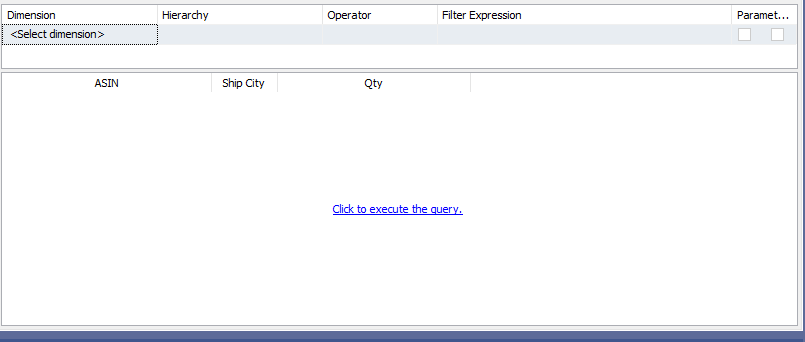 Dimension Hierarchy Operator Filter Expression Paramet...
<Select dimension>
ASIN Ship City Qty
Click to execute the query.